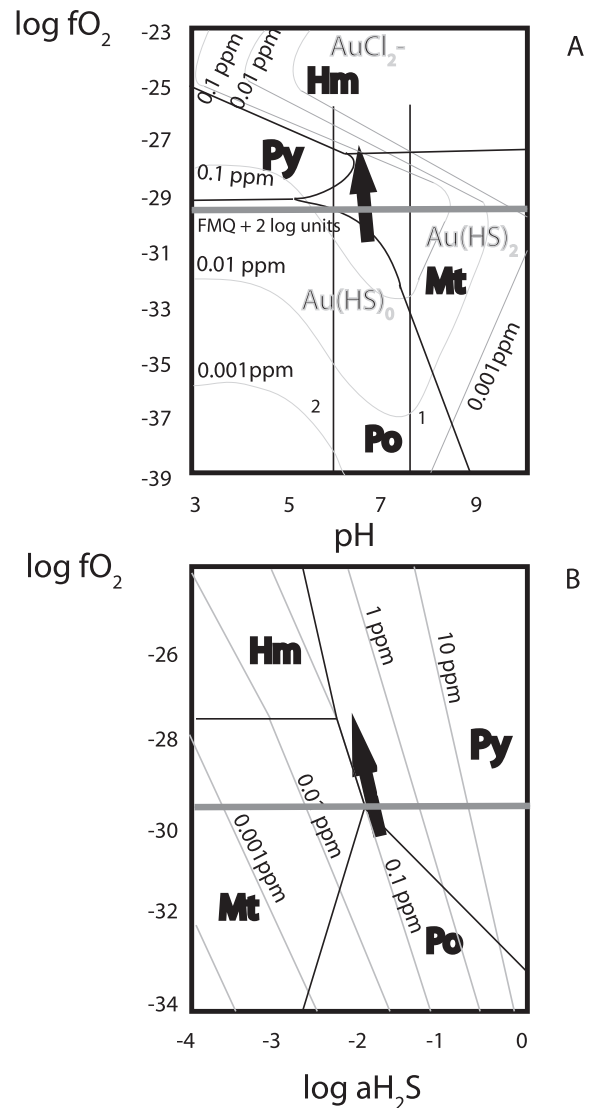 log fO2
A
-23
-25
-27
-29
-31
-33
-35
-37
-39
AuCl2-
Hm
0.1 ppm
0.01 ppm
Py
0.1 ppm
FMQ + 2 log units
0.01 ppm
Au(HS)2
Au(HS)0
Mt
0.001ppm
0.001ppm
2
1
Po
3 5 7 9
pH
log fO2
B
-26
-28
-30
-32
-34
Hm
1 ppm
10 ppm
Py
0.01 ppm
0.001ppm
0.1 ppm
Mt
Po
-4 -3 -2 -1 0
log aH2S